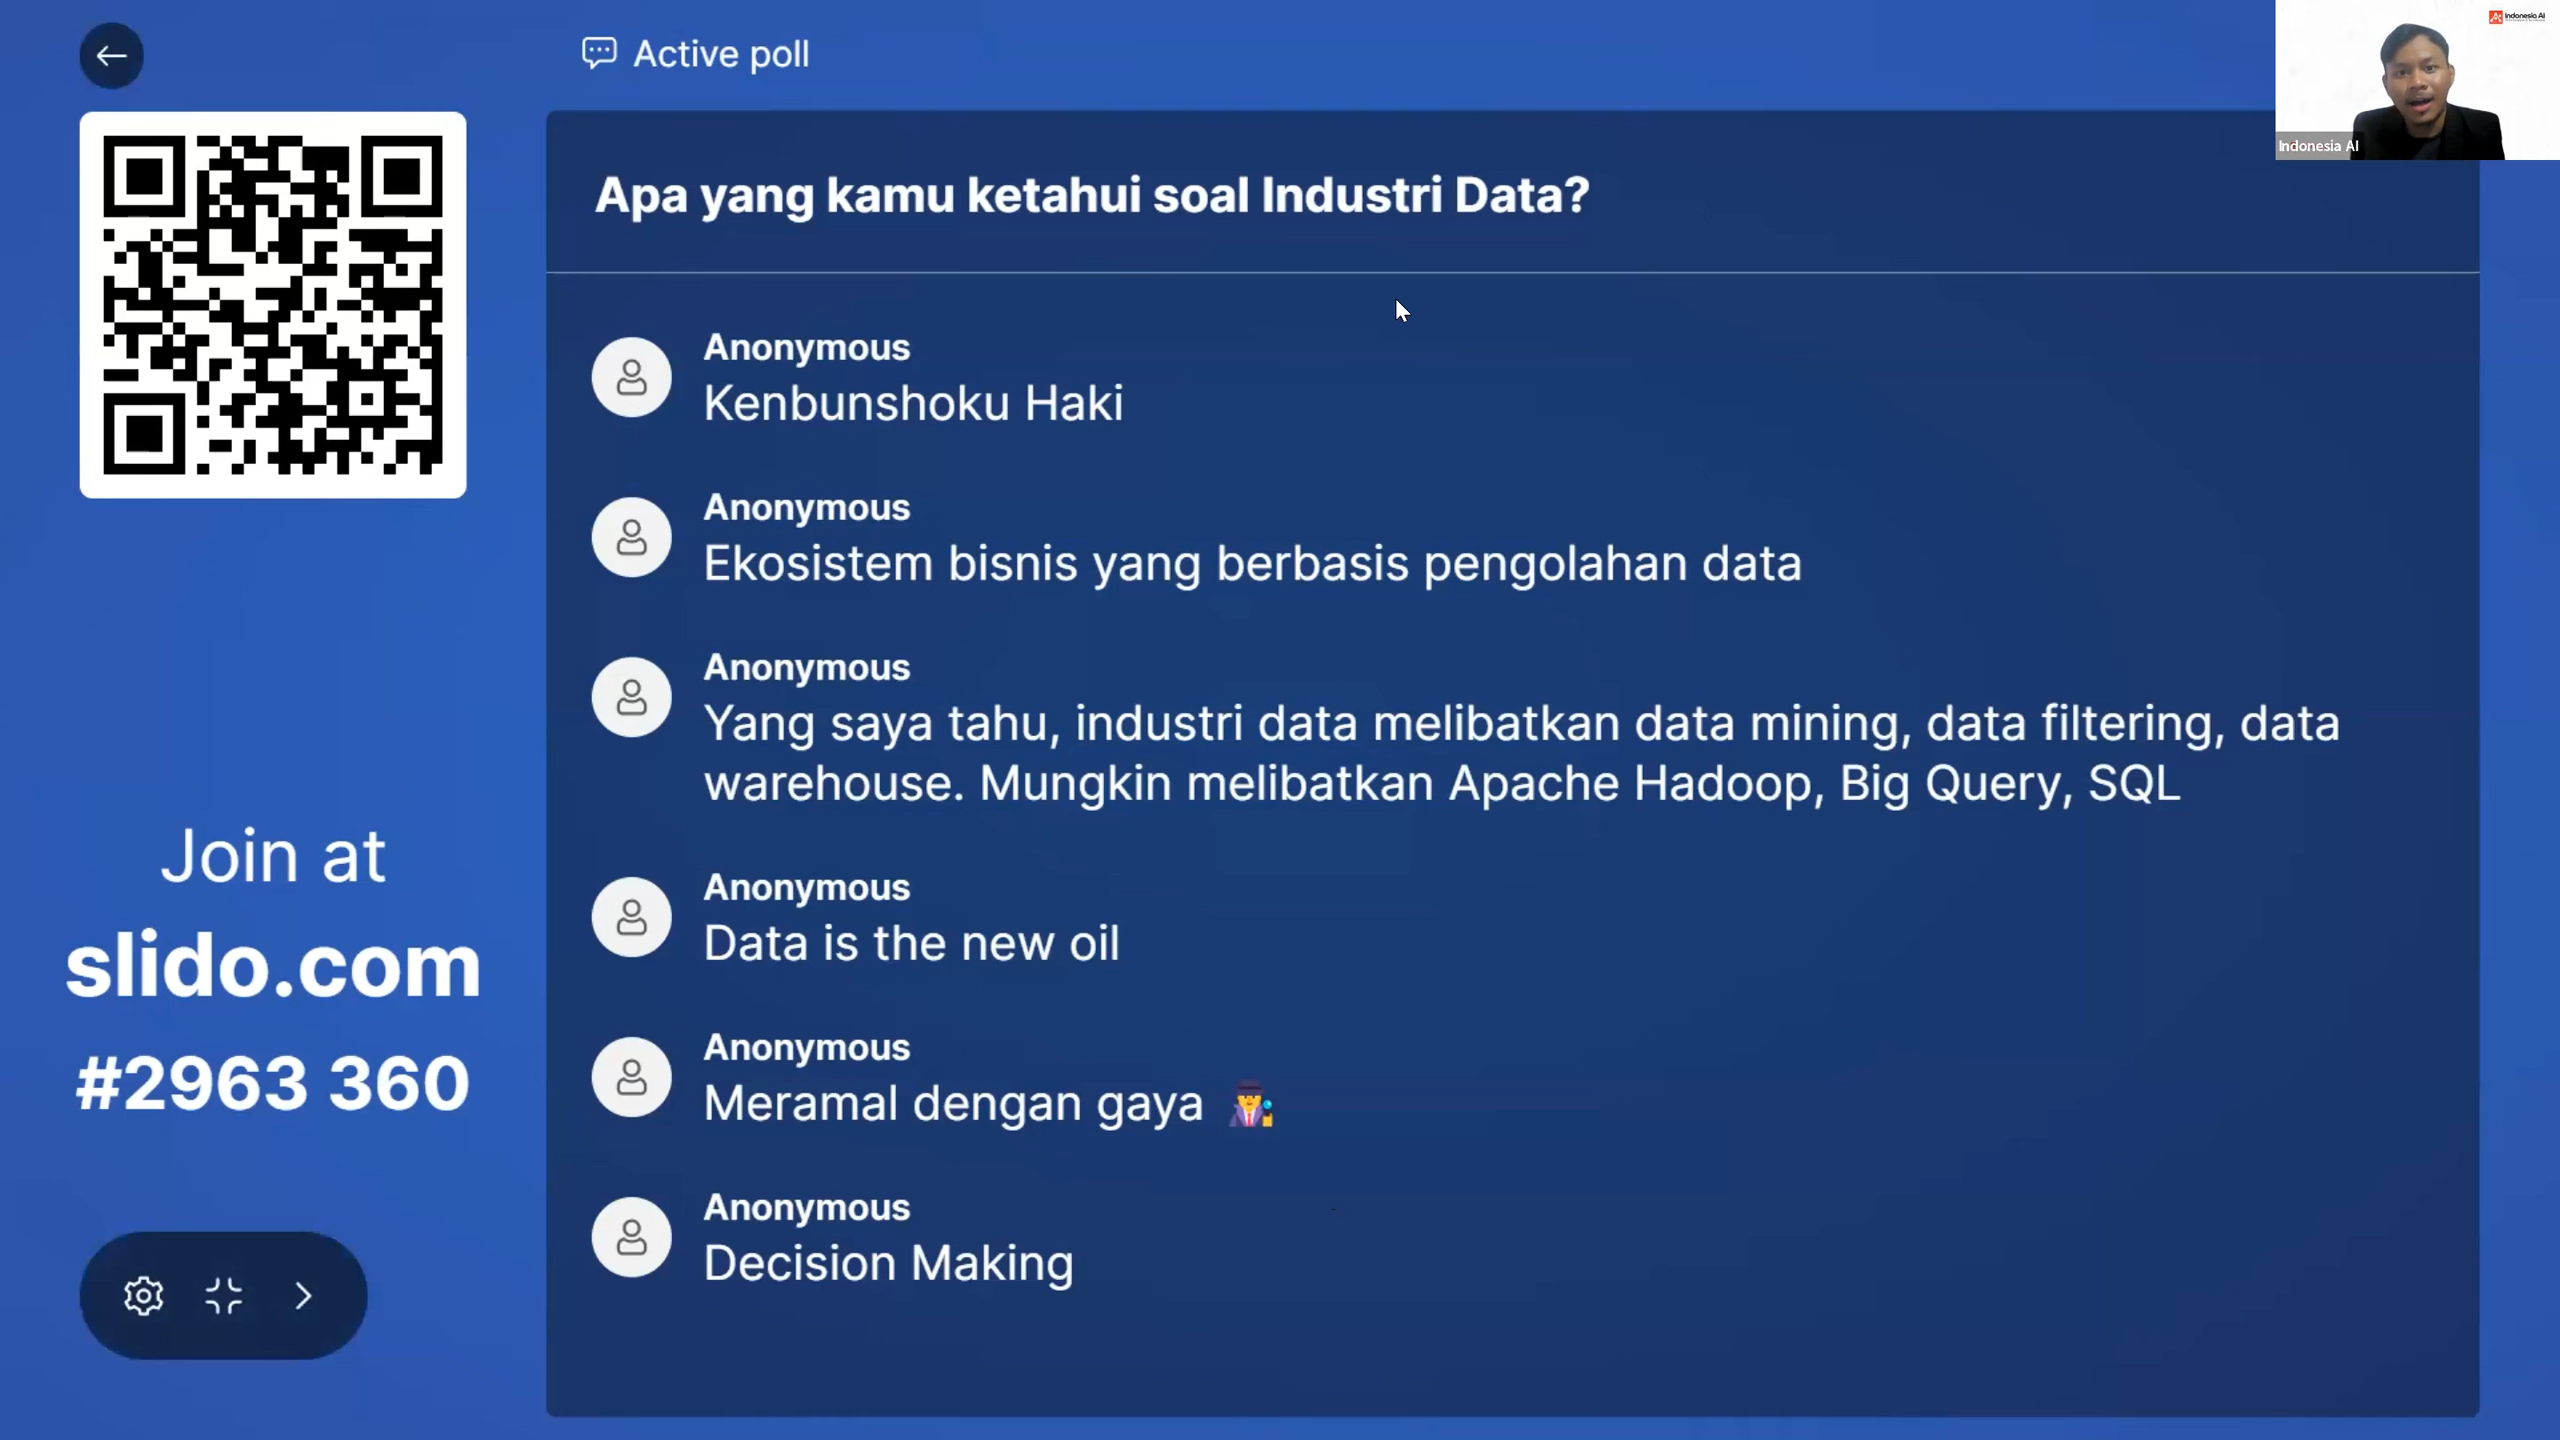 Active poll
Indonesia AI
Indonesia AI
Apa yang kamu ketahui soal Industri Data?
Anonymous
Kenbunshoku Haki
Anonymous
Ekosistem bisnis yang berbasis pengolahan data
Anonymous
Yang saya tahu, industri data melibatkan data mining, data filtering, data
warehouse. Mungkin melibatkan Apache Hadoop, Big Query, SQL
Anonymous
Data is the new oil
Anonymous
Meramal dengan gaya
Anonymous
Decision Making
Join at
slido.com
#2963 360